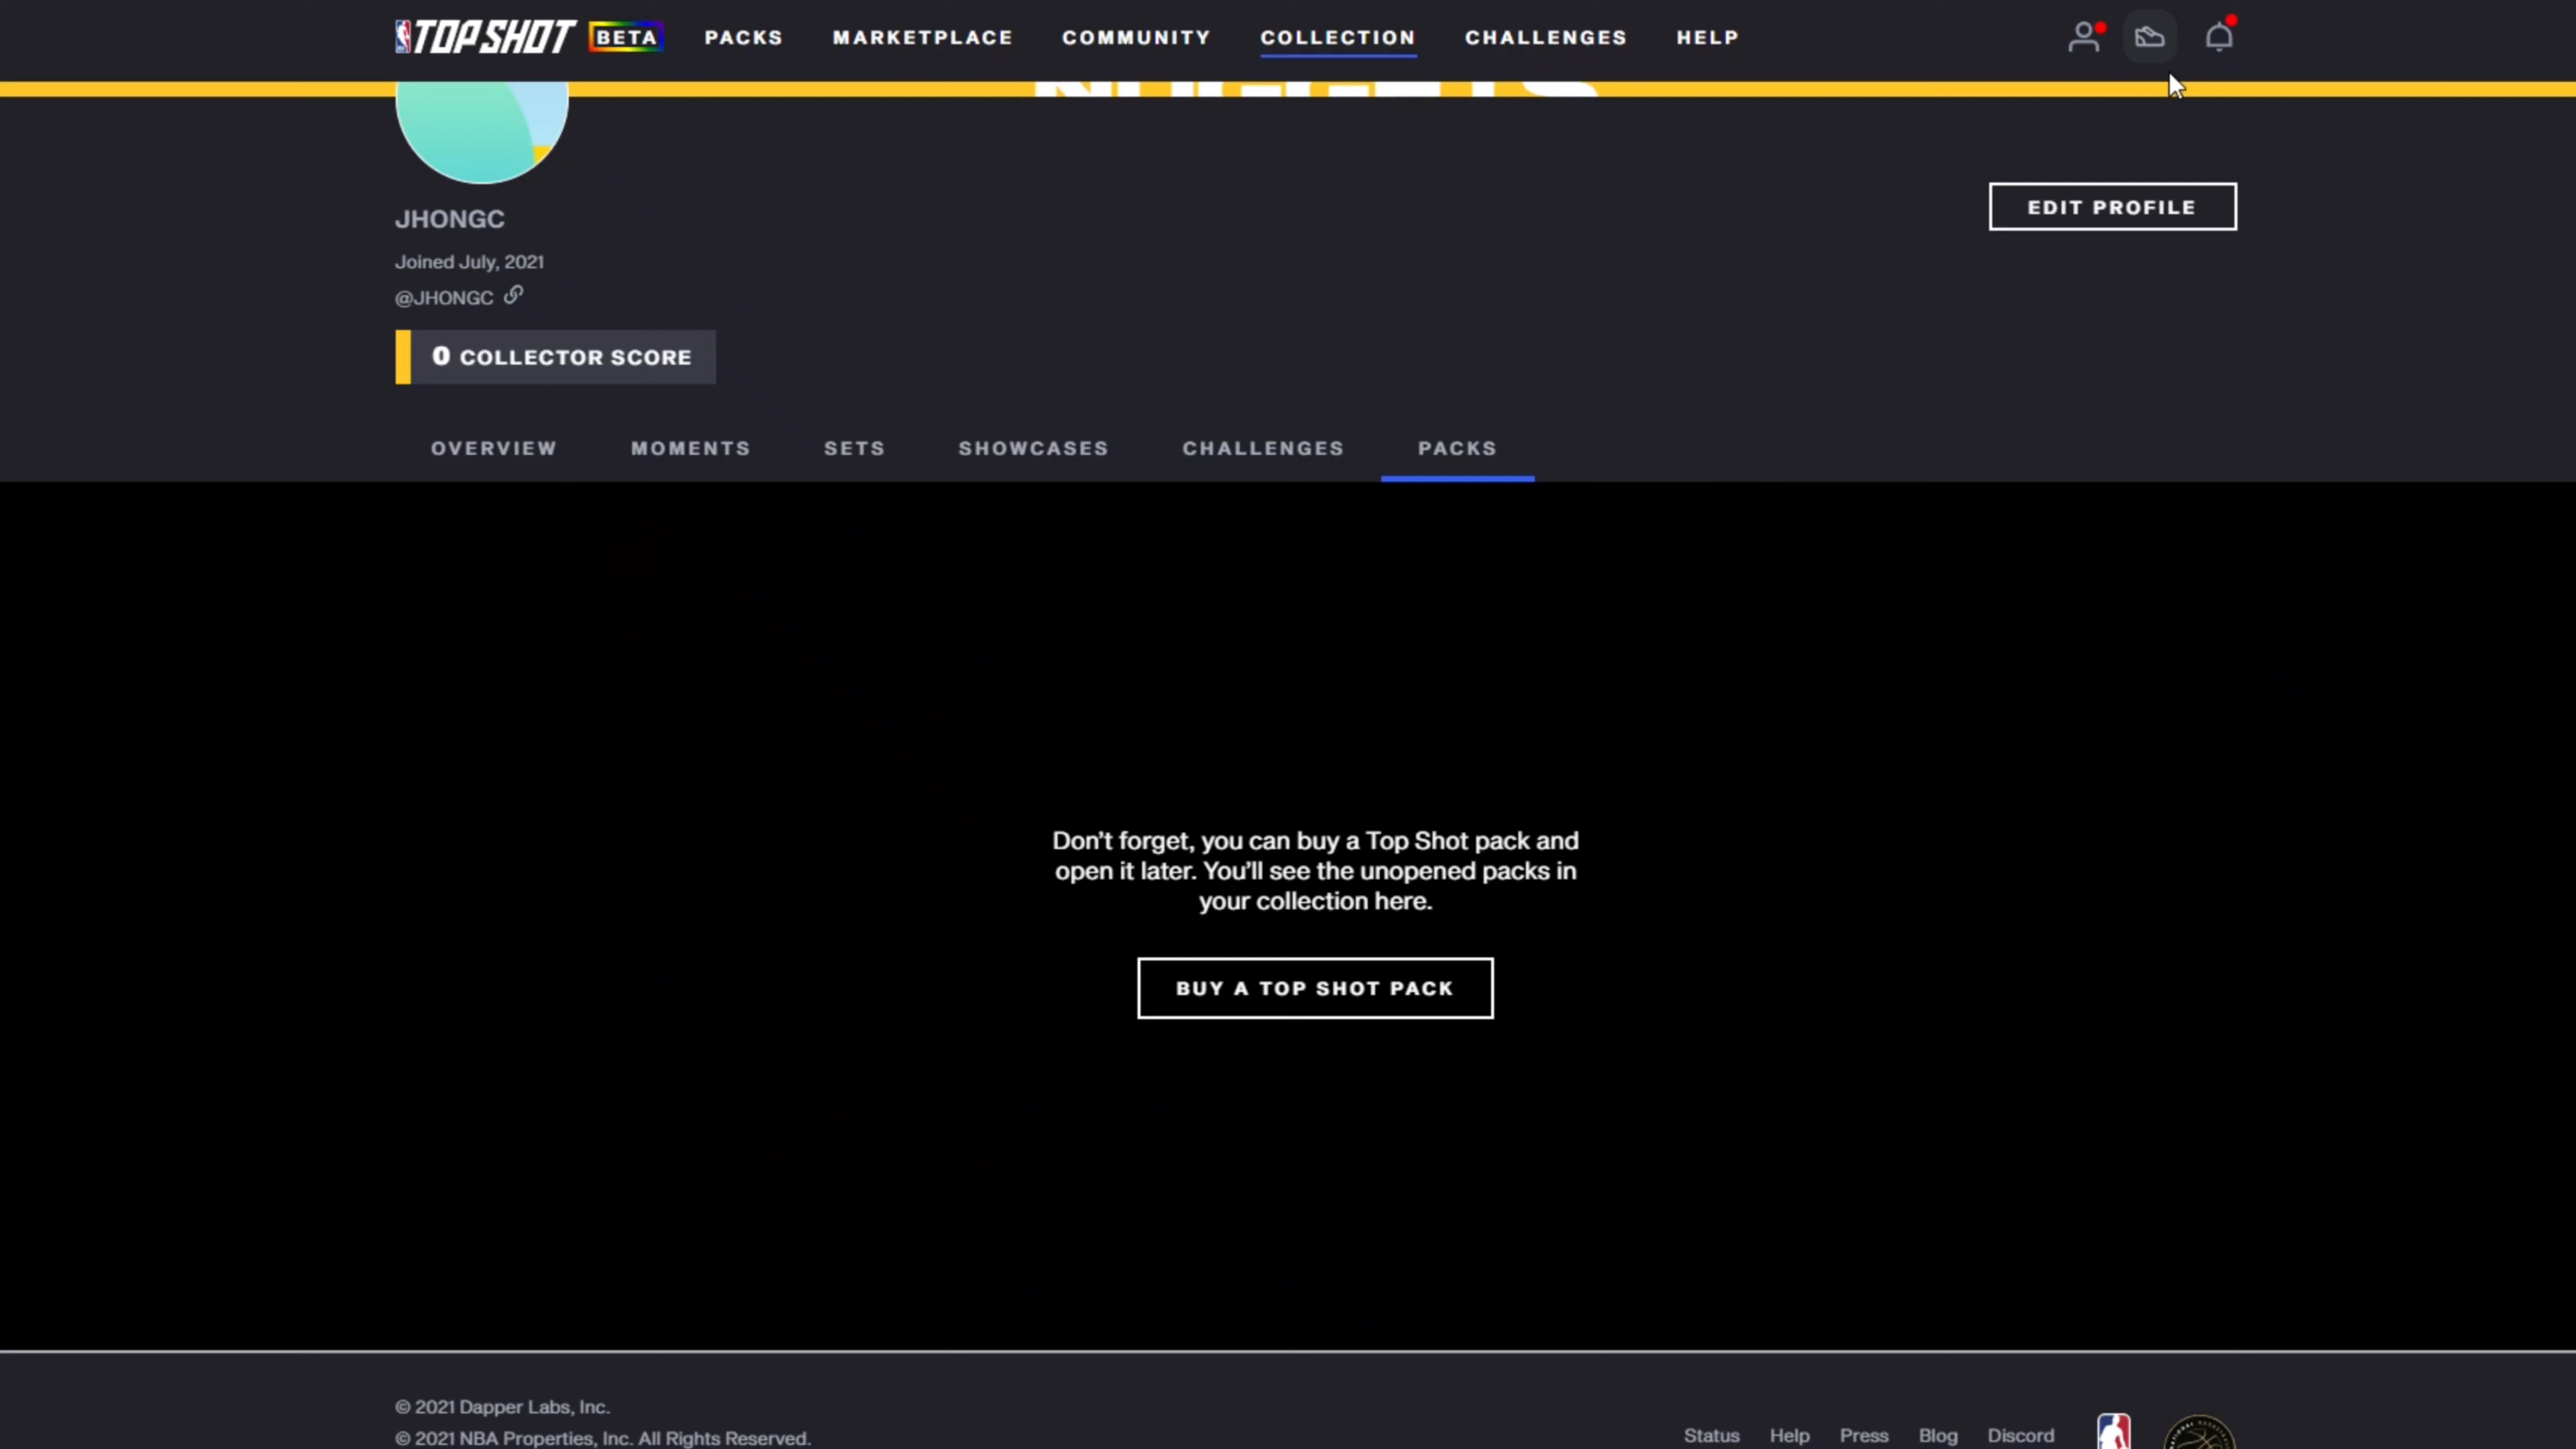 TOP SHOT BETA PACKS MARKETPLACE COMMUNITY COLLECTION CHALLENGES HELP
NUGGETS
JHONGC
EDIT PROFILE
Joined July, 2021
@JHONGC
0 COLLECTOR SCORE
OVERVIEW MOMENTS SETS SHOWCASES CHALLENGES PACKS
Don't forget, you can buy a Top Shot pack and
open it later. You'll see the unopened packs in
your collection here.
BUY A TOP SHOT PACK
© 2021 Dapper Labs, Inc.
© 2021 NBA Properties, Inc. All Rights Reserved.
Status Help Press Blog Discord